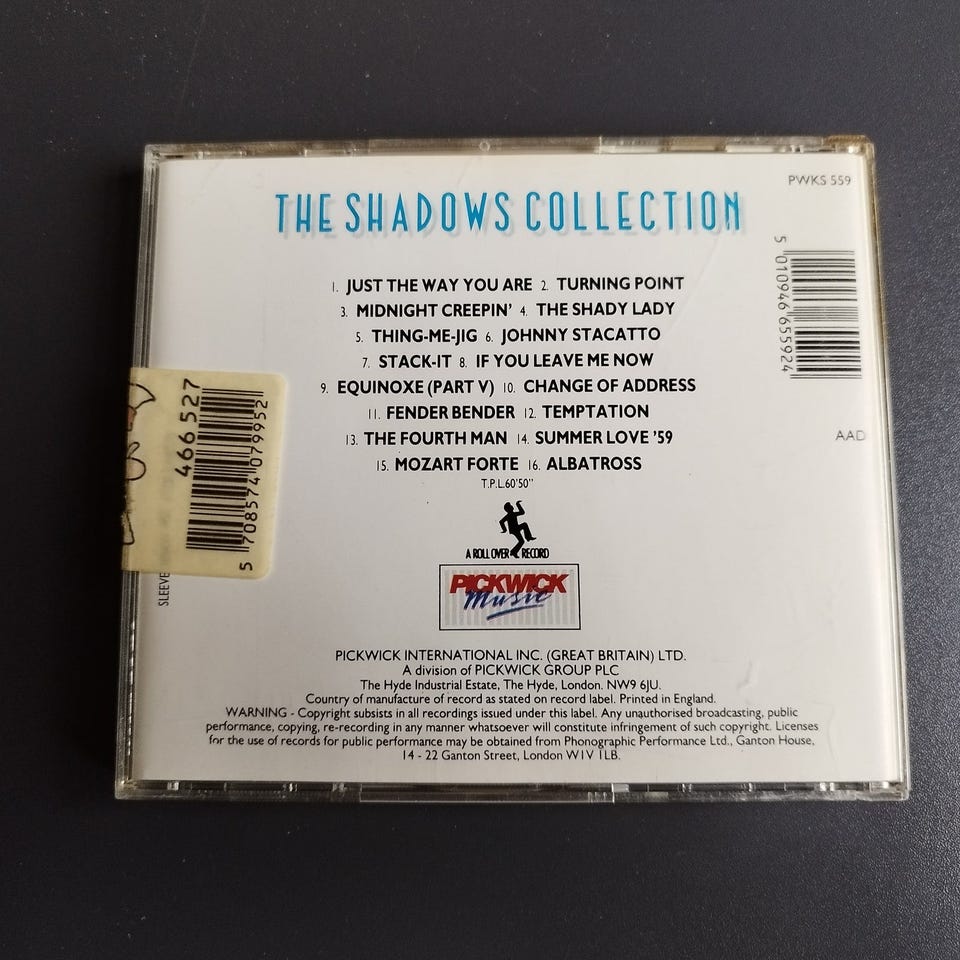 PWKS 559
THE SHADOWS COLLECTION
5 010946 655924
1. JUST THE WAY YOU ARE 2. TURNING POINT
3. MIDNIGHT CREEPIN' 4. THE SHADY LADY
5. THING-ME-JIG 6. JOHNNY STACATTO
7. STACK-IT 8. IF YOU LEAVE ME NOW
9. EQUINOXE (PART V) 10. CHANGE OF ADDRESS
11. FENDER BENDER 12. TEMPTATION
13. THE FOURTH MAN 14. SUMMER LOVE '59
15. MOZART FORTE 16. ALBATROSS
T.P.L.60'50"
AAD
466527
5 708574 079952
SLEEVE
A ROLL OVER RECORD
PICKWICK
Music
PICKWICK INTERNATIONAL INC. (GREAT BRITAIN) LTD.
A division of PICKWICK GROUP PLC
The Hyde Industrial Estate, The Hyde, London. NW9 6JU.
Country of manufacture of record as stated on record label. Printed in England.
WARNING - Copyright subsists in all recordings issued under this label. Any unauthorised broadcasting, public
performance, copying, re-recording in any manner whatsoever will constitute infringement of such copyright. Licenses
for the use of records for public performance may be obtained from Phonographic Performance Ltd., Ganton House,
14 - 22 Ganton Street, London W1V 1LB.